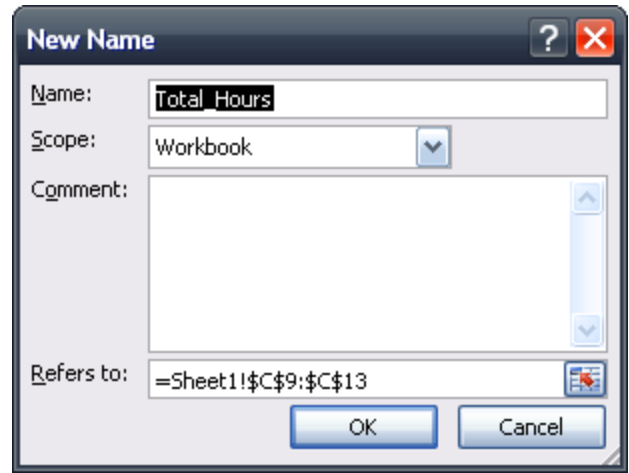 New Name
?
Name: Total_Hours
Scope: Workbook
Comment:
Refers to: =Sheet1!$C$9:$C$13
OK Cancel